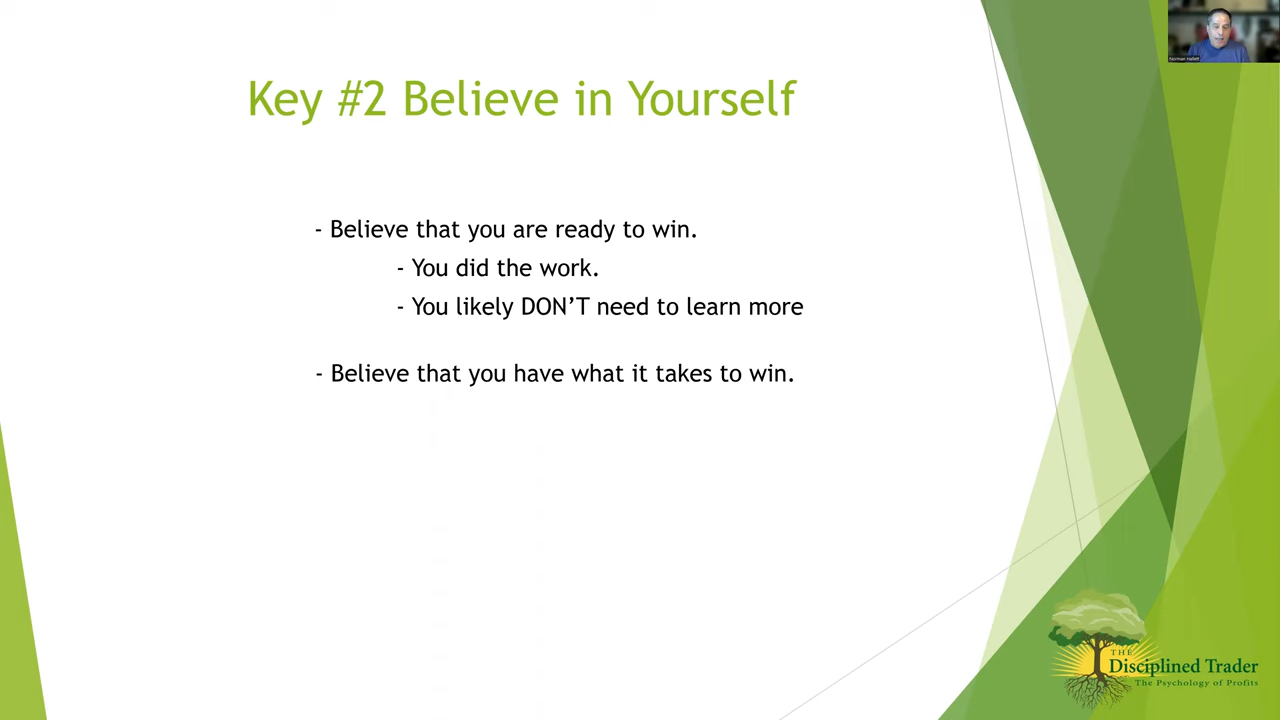 Norman Hallett
Key #2 Believe in Yourself
- Believe that you are ready to win.
- You did the work.
- You likely DON’T need to learn more
- Believe that you have what it takes to win.
THE
Disciplined Trader
The Psychology of Profits